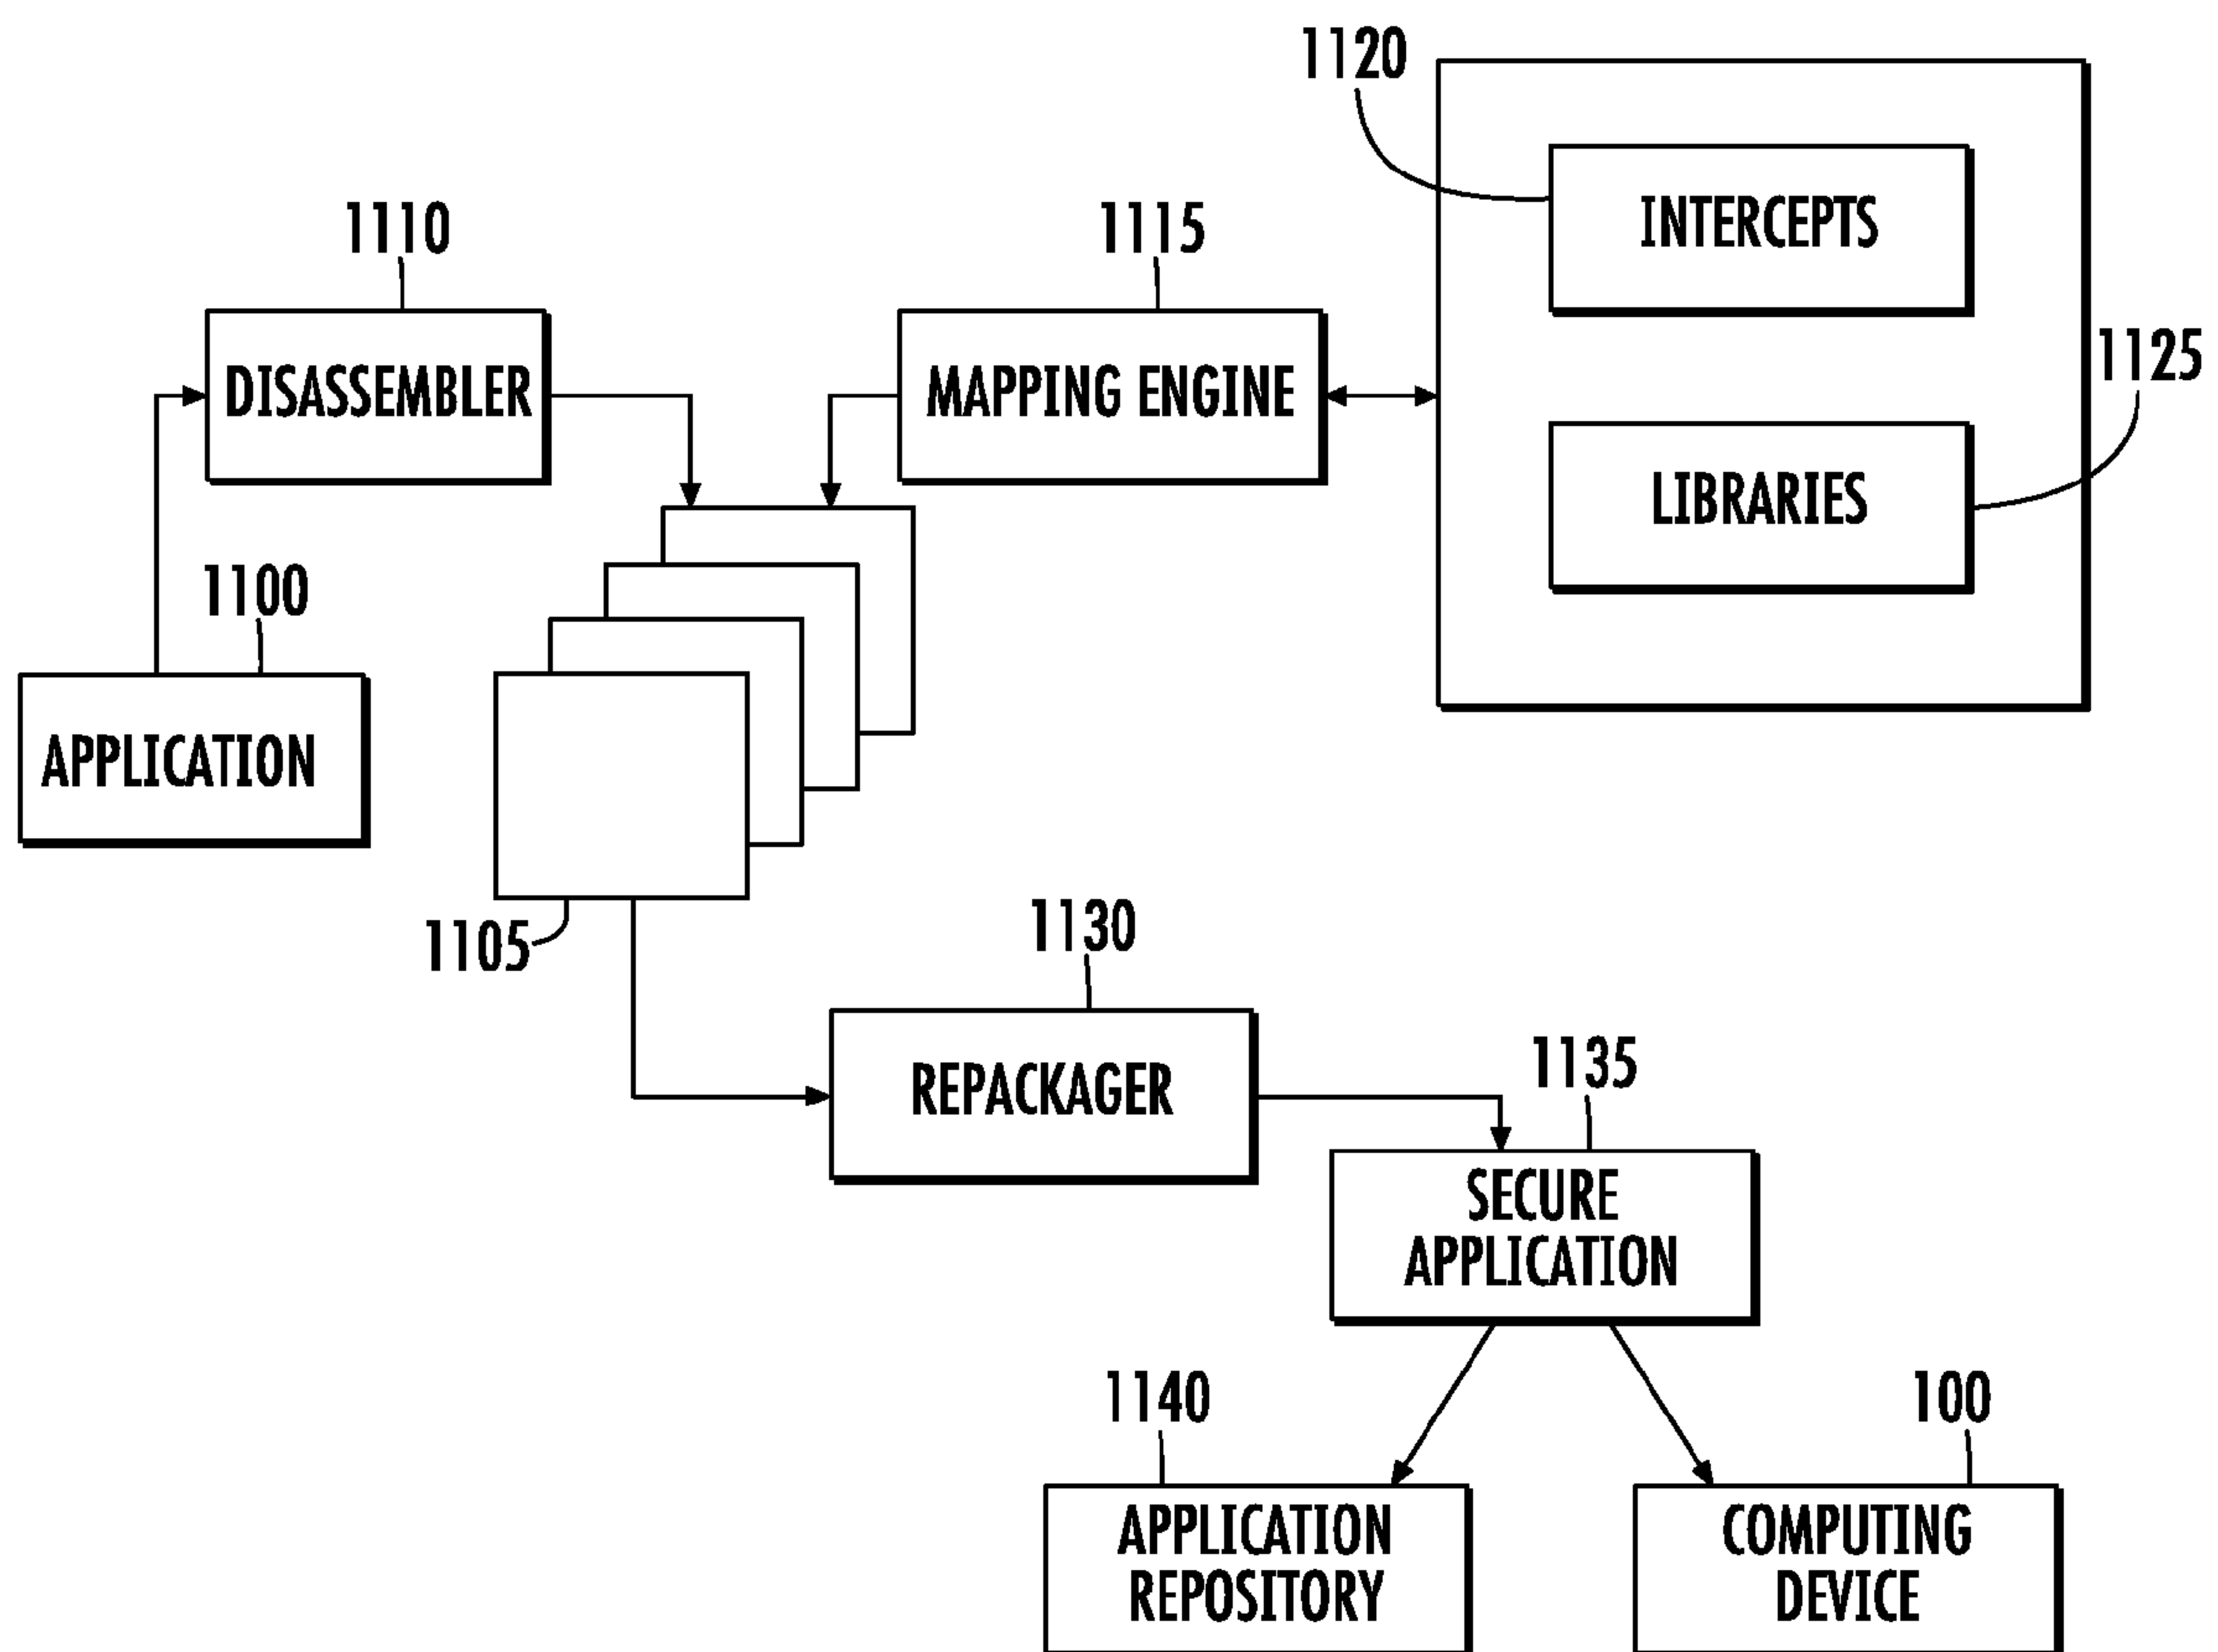 1120
INTERCEPTS
1110
1115
1125
DISASSEMBLER
MAPPING ENGINE
LIBRARIES
1100
APPLICATION
1105
1130
REPACKAGER
1135
SECURE
APPLICATION
1140
100
APPLICATION
REPOSITORY
COMPUTING
DEVICE